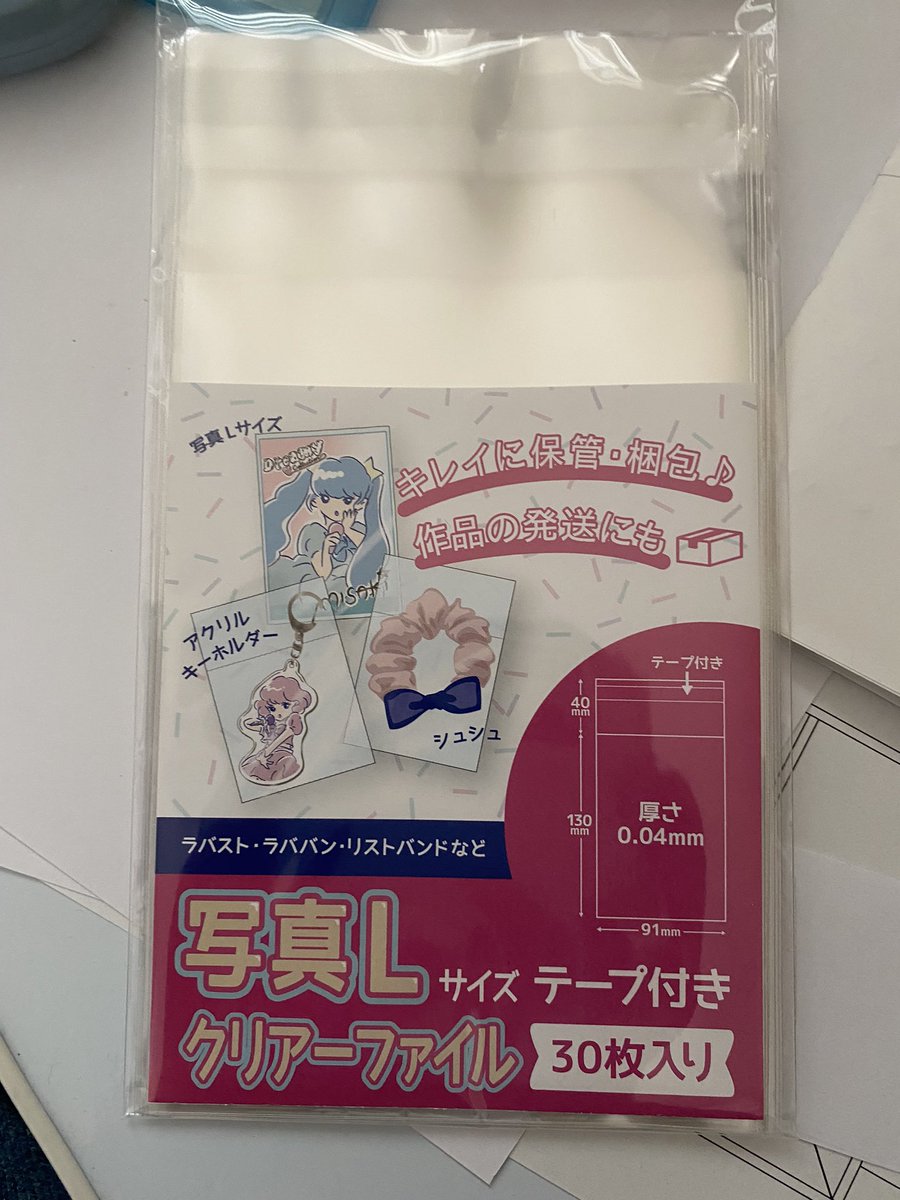 写真Lサイズ
Dreamy
キレイに保管・梱包♪
作品の発送にも
MISAKI
アクリル
キーホルダー
シュシュ
テープ付き
40
mm
130
mm
厚さ
0.04mm
91mm
ラバスト・ラババン・リストバンドなど
写真L サイズ テープ付き
クリアーファイル 30枚入り